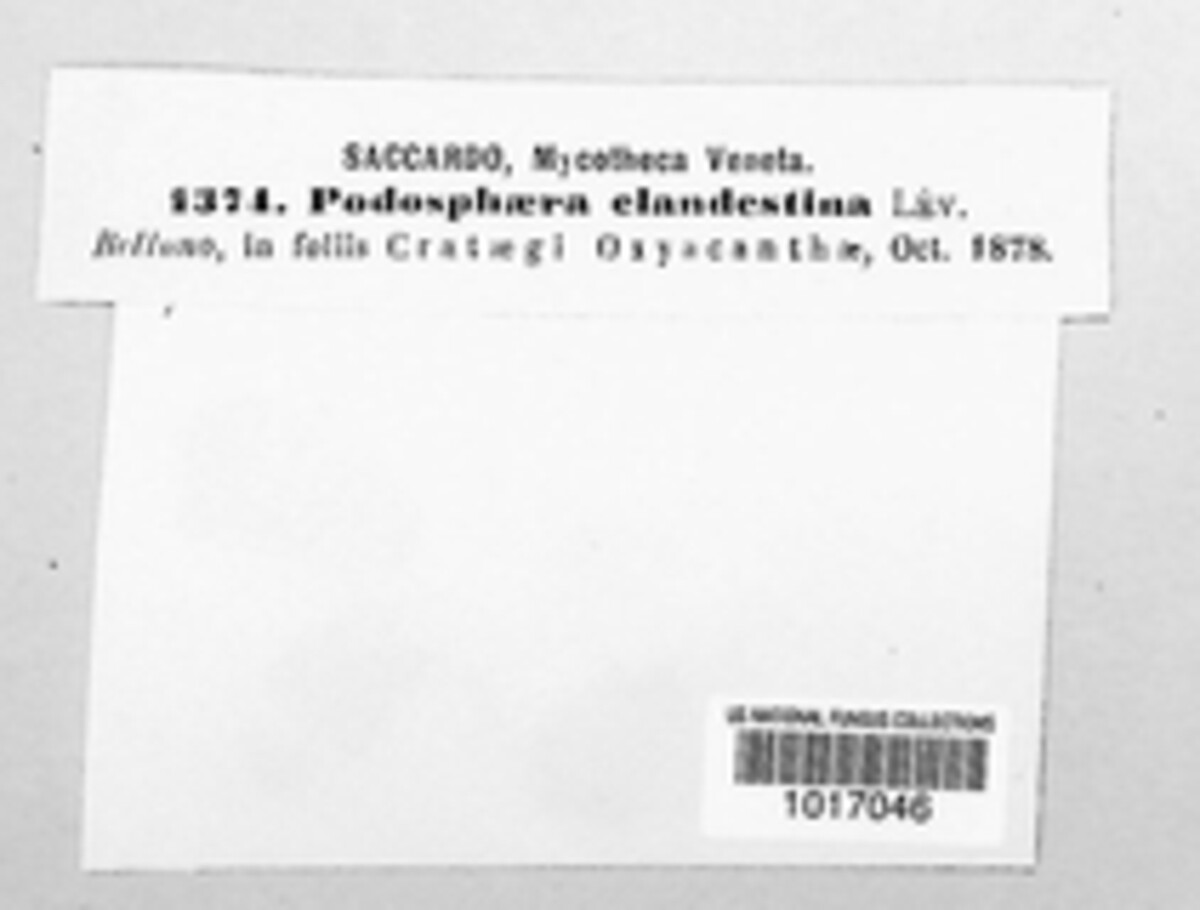 SACCARDO, Mycotheca Veneta.
1374. Podosphæra clandestina Lév.
Belluno, in foliis Cratægi Oxyacanthæ, Oct. 1878.
US NATIONAL FUNGUS COLLECTIONS
1017046